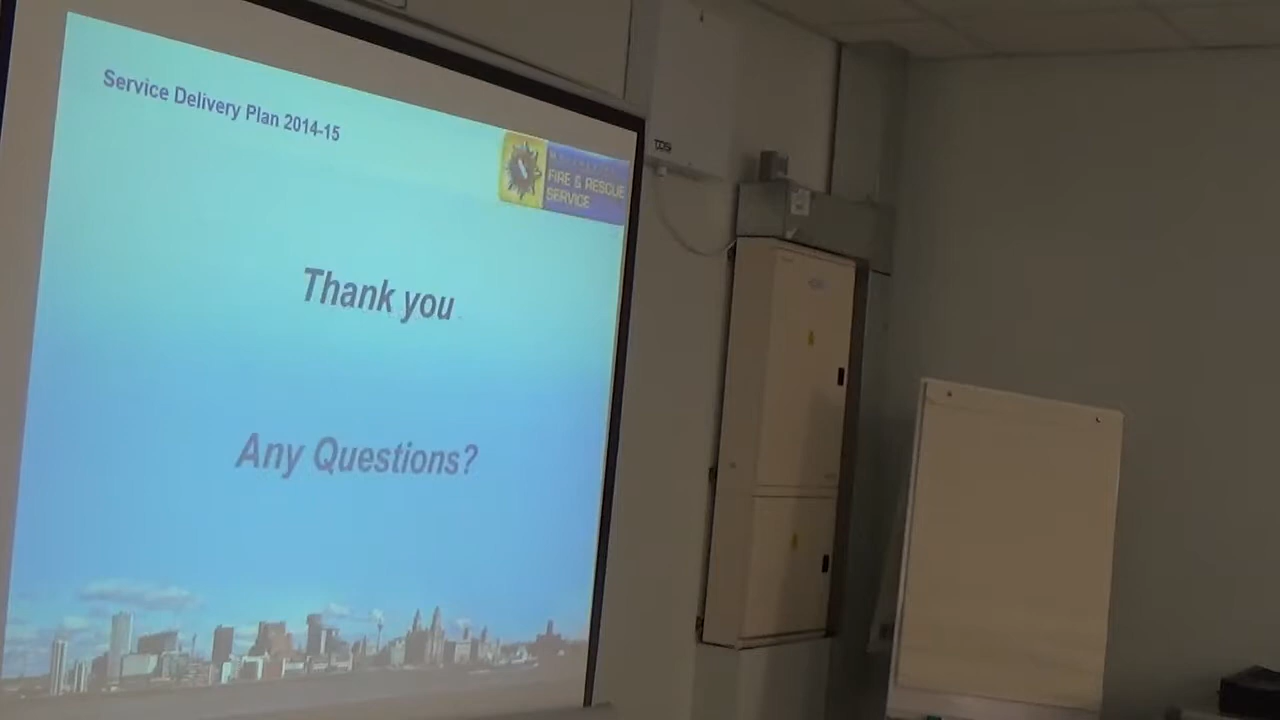 Service Delivery Plan 2014-15
FIRE & RESCUE
SERVICE
Thank you
Any Questions?